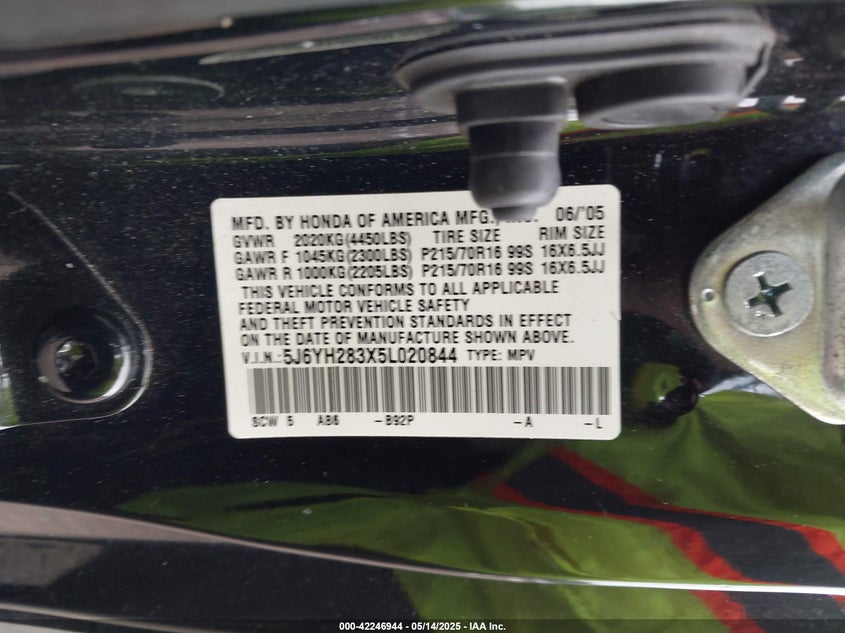 MFD. BY HONDA OF AMERICA MFG., INC. 06/'05
GVWR 2020KG(4450LBS) TIRE SIZE RIM SIZE
GAWR F 1045KG(2300LBS) P215/70R16 99S 16X6.5JJ
GAWR R 1000KG(2205LBS) P215/70R16 99S 16X6.5JJ
THIS VEHICLE CONFORMS TO ALL APPLICABLE
FEDERAL MOTOR VEHICLE SAFETY
AND THEFT PREVENTION STANDARDS IN EFFECT
ON THE DATE OF MANUFACTURE SHOWN ABOVE.
V.I.N.: 5J6YH283X5L020844 TYPE: MPV
SCW 5 AB6 -B92P -A -L
000-42246944 / 05/14/2025 - IAA Inc.